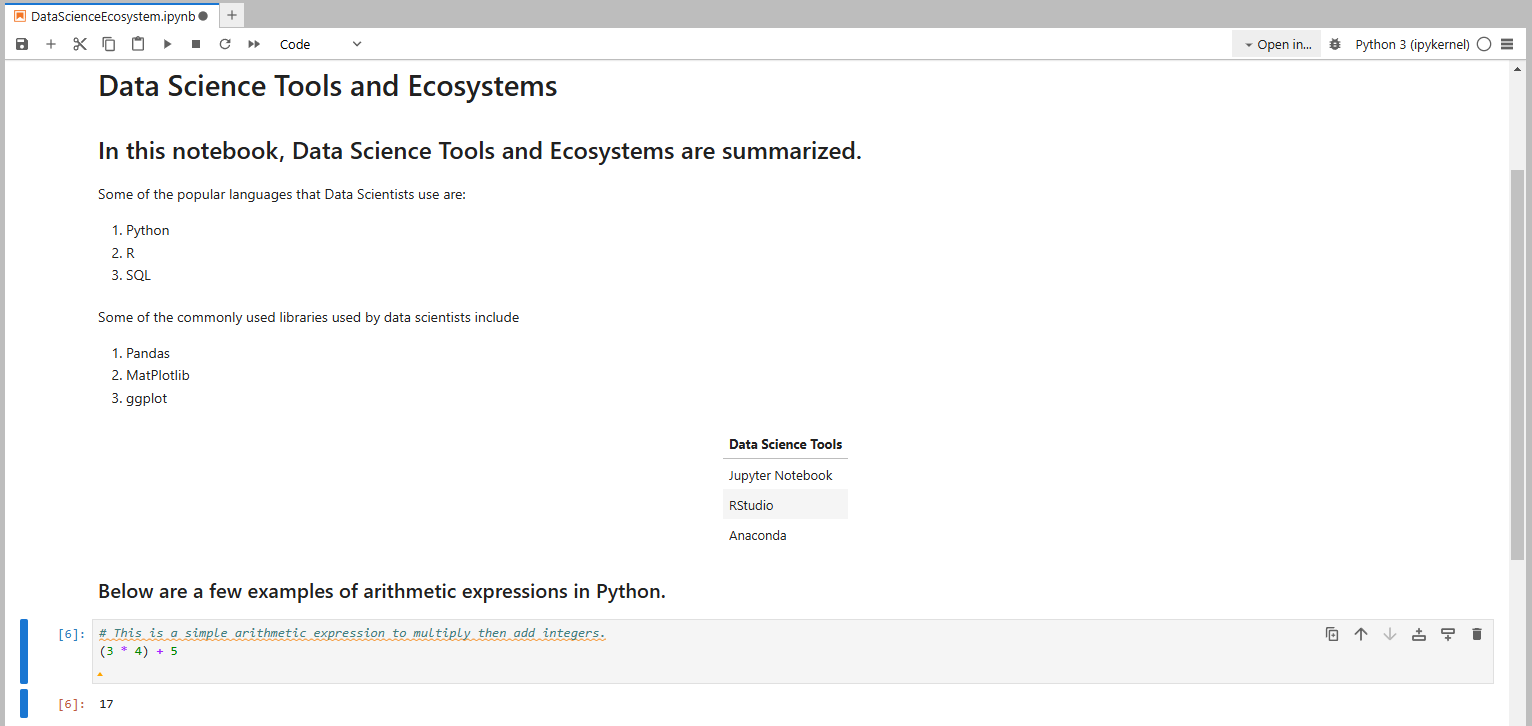 DataScienceEcosystem.ipynb
Code
Open in...
Python 3 (ipykernel)
Data Science Tools and Ecosystems
In this notebook, Data Science Tools and Ecosystems are summarized.
Some of the popular languages that Data Scientists use are:
1. Python
2. R
3. SQL
Some of the commonly used libraries used by data scientists include
1. Pandas
2. MatPlotlib
3. ggplot
Data Science Tools
Jupyter Notebook
RStudio
Anaconda
Below are a few examples of arithmetic expressions in Python.
[6]: # This is a simple arithmetic expression to multiply then add integers.
(3 * 4) + 5
[6]: 17